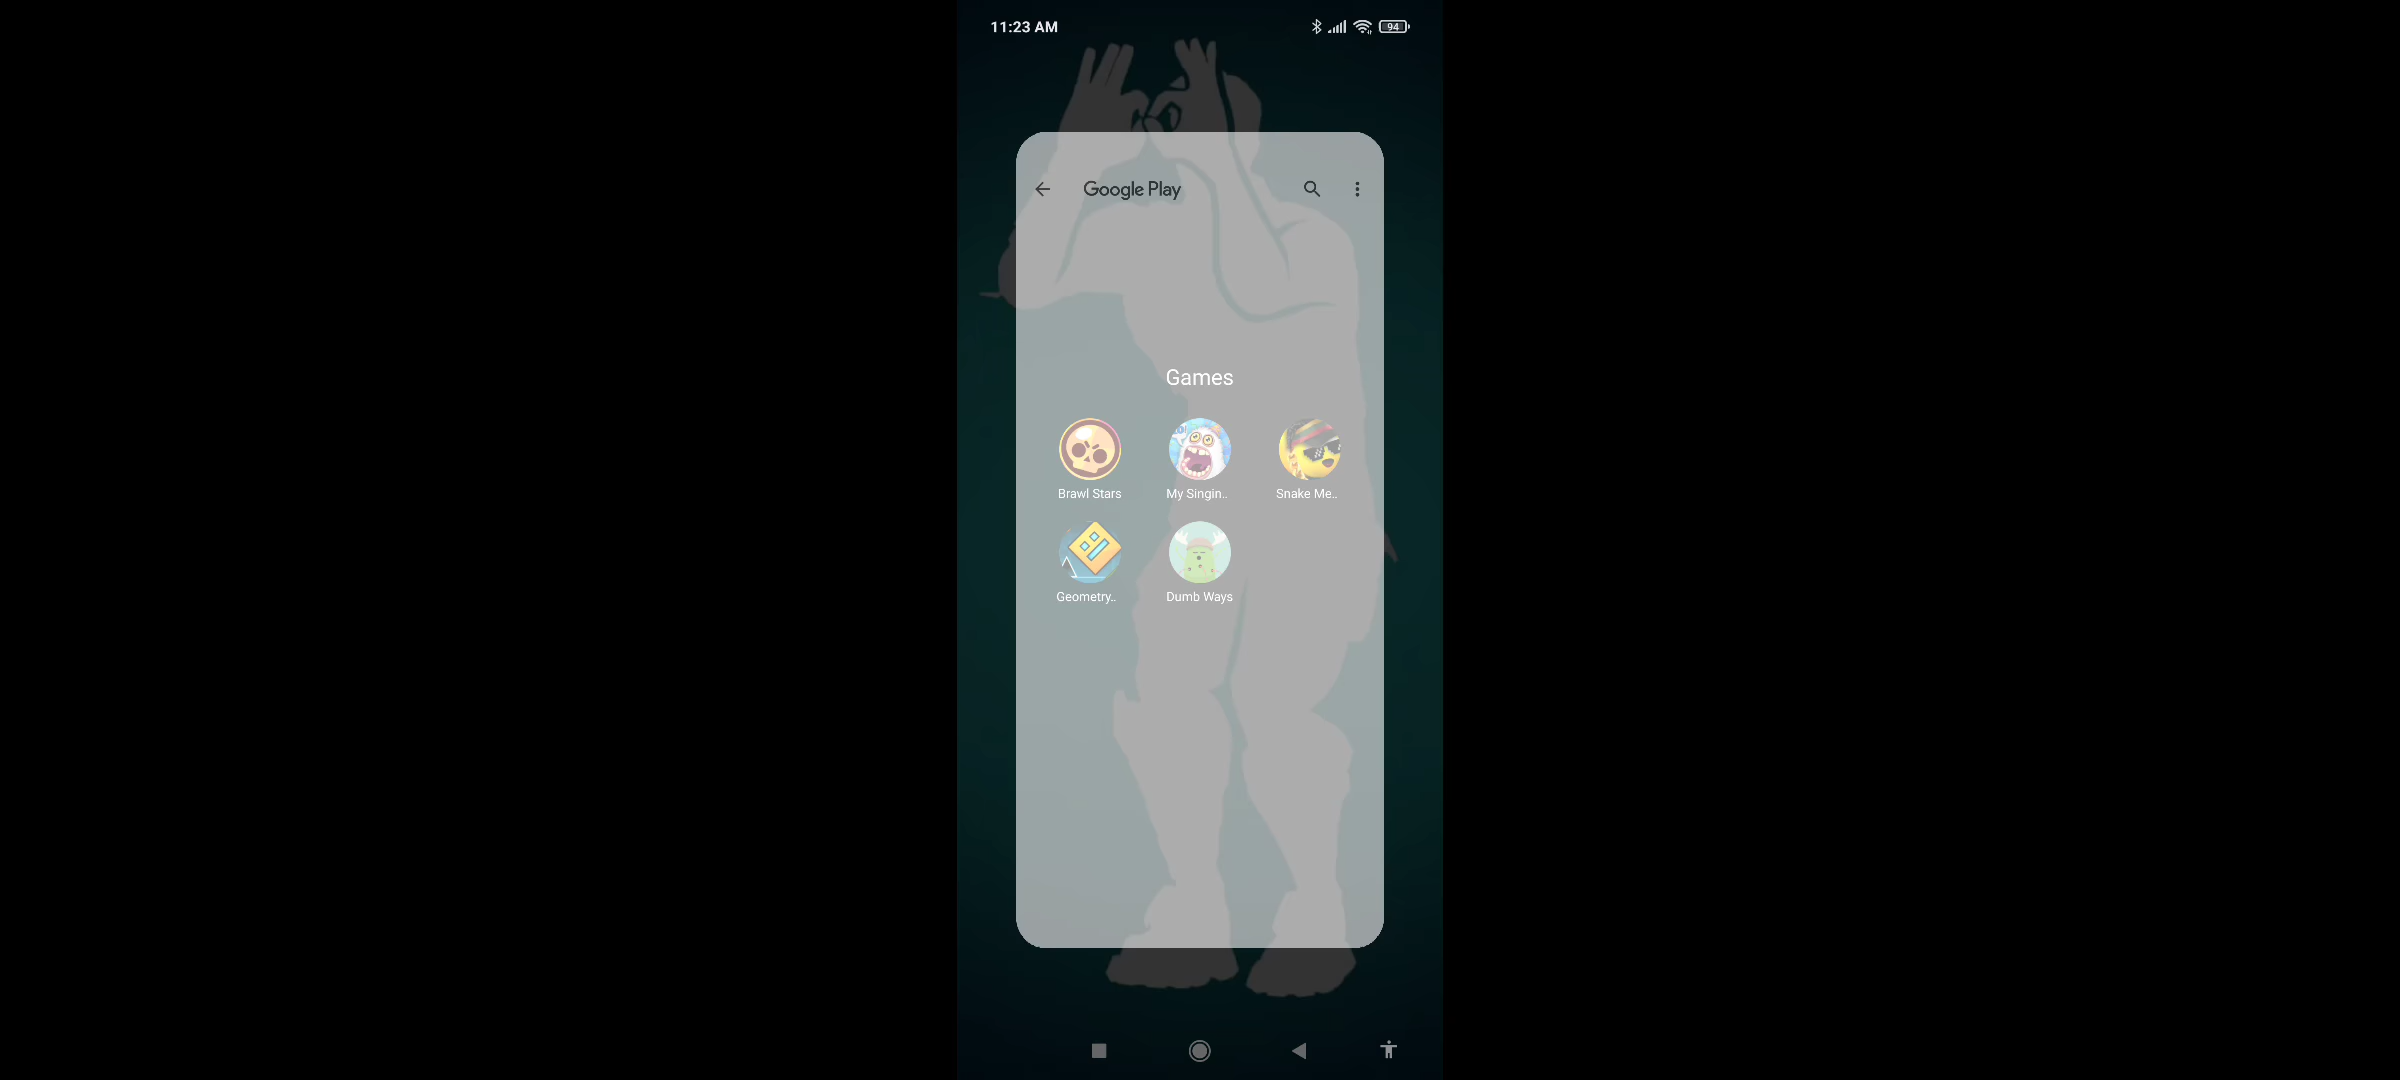 11:23 AM
94
Google Play
Games
Brawl Stars
My Singin..
Snake Me..
Geometry..
Dumb Ways